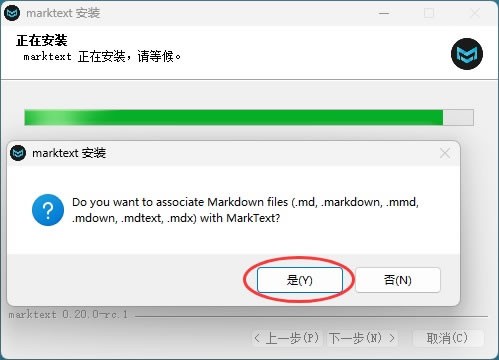 marktext 安装
正在安装
marktext 正在安装，请等候。
marktext 安装
Do you want to associate Markdown files (.md, .markdown, .mmd,
.mdown, .mdtext, .mdx) with MarkText?
是(Y)
否(N)
marktext 0.20.0-rc.1
< 上一步(P)
下一步(N) >
取消(C)